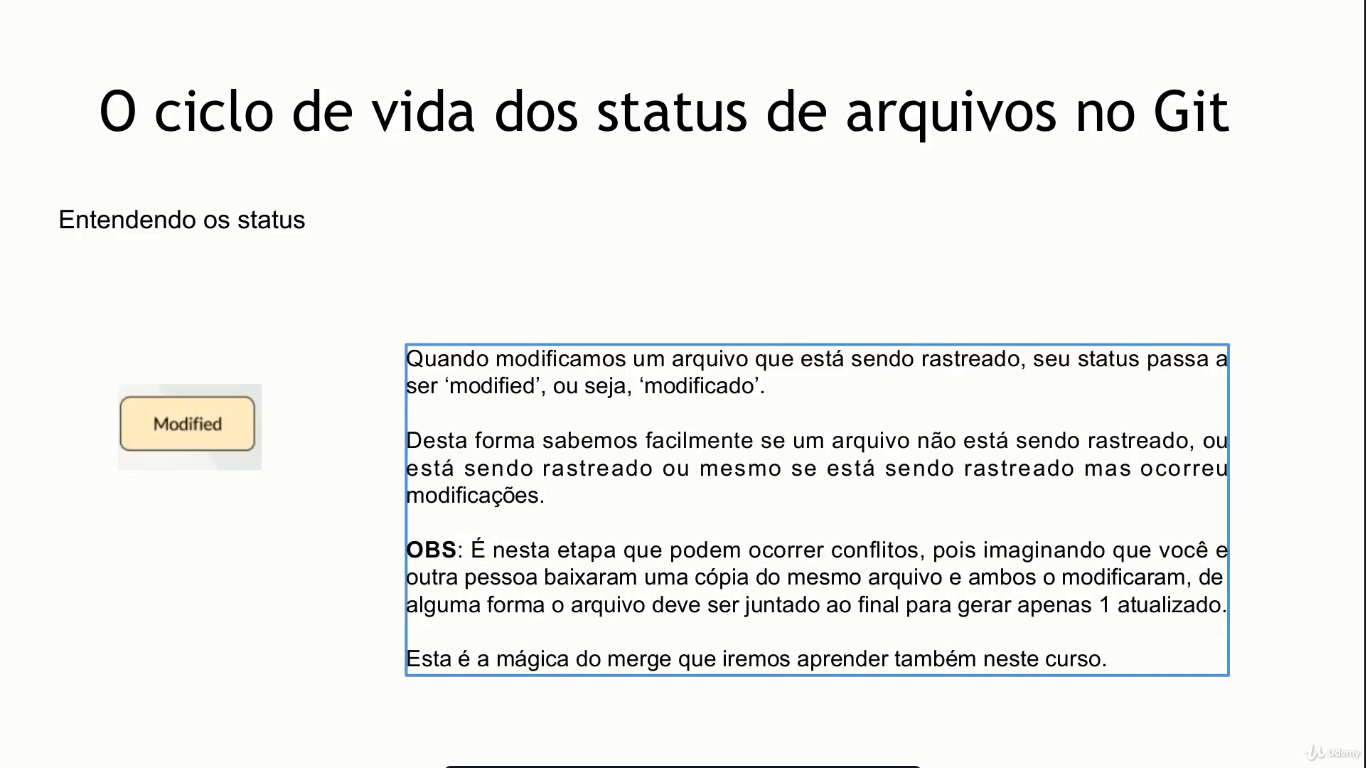 O ciclo de vida dos status de arquivos no Git
Entendendo os status
Modified
Quando modificamos um arquivo que está sendo rastreado, seu status passa a
ser ‘modified’, ou seja, ‘modificado’.
Desta forma sabemos facilmente se um arquivo não está sendo rastreado, ou
está sendo rastreado ou mesmo se está sendo rastreado mas ocorreu
modificações.
OBS: É nesta etapa que podem ocorrer conflitos, pois imaginando que você e
outra pessoa baixaram uma cópia do mesmo arquivo e ambos o modificaram, de
alguma forma o arquivo deve ser juntado ao final para gerar apenas 1 atualizado.
Esta é a mágica do merge que iremos aprender também neste curso.
Udemy